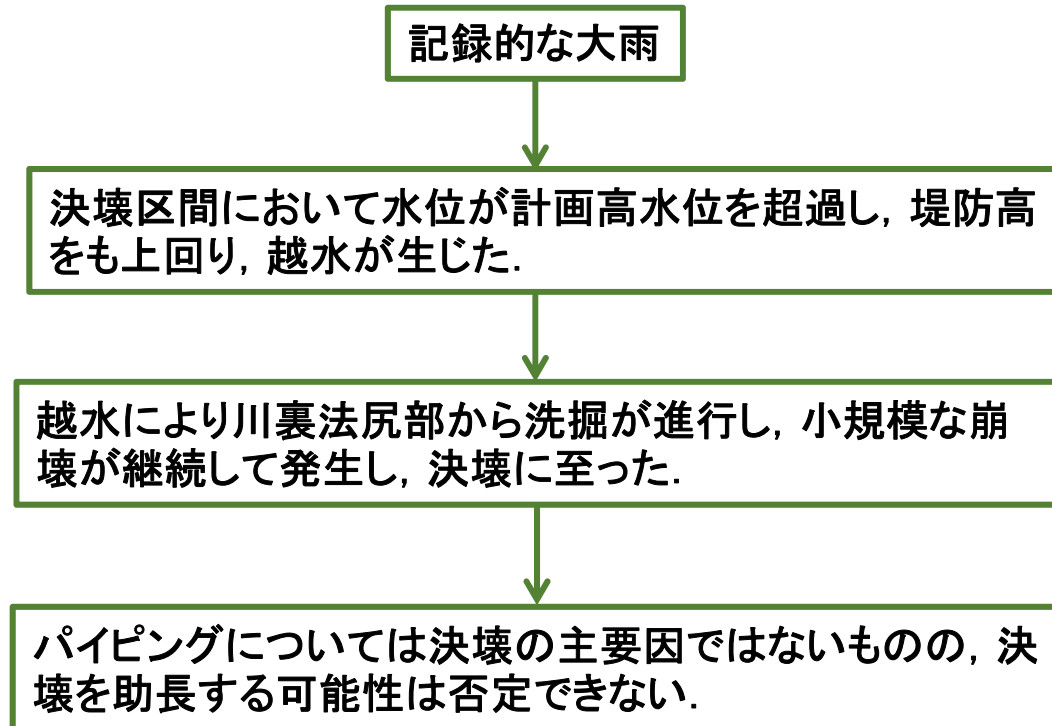 記録的な大雨
決壊区間において水位が計画高水位を超過し，堤防高
をも上回り，越水が生じた．
越水により川裏法尻部から洗掘が進行し，小規模な崩
壊が継続して発生し，決壊に至った．
パイピングについては決壊の主要因ではないものの，決
壊を助長する可能性は否定できない．